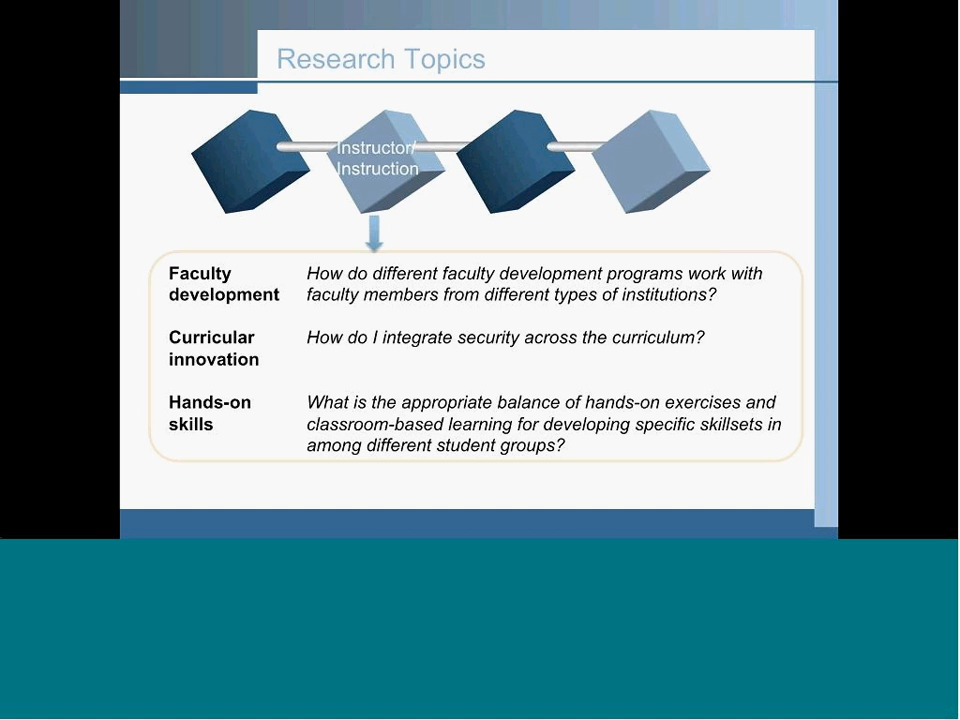 Research Topics
Instructor/
Instruction
Faculty How do different faculty development programs work with
development faculty members from different types of institutions?
Curricular How do I integrate security across the curriculum?
innovation
Hands-on What is the appropriate balance of hands-on exercises and
skills classroom-based learning for developing specific skillsets in
among different student groups?